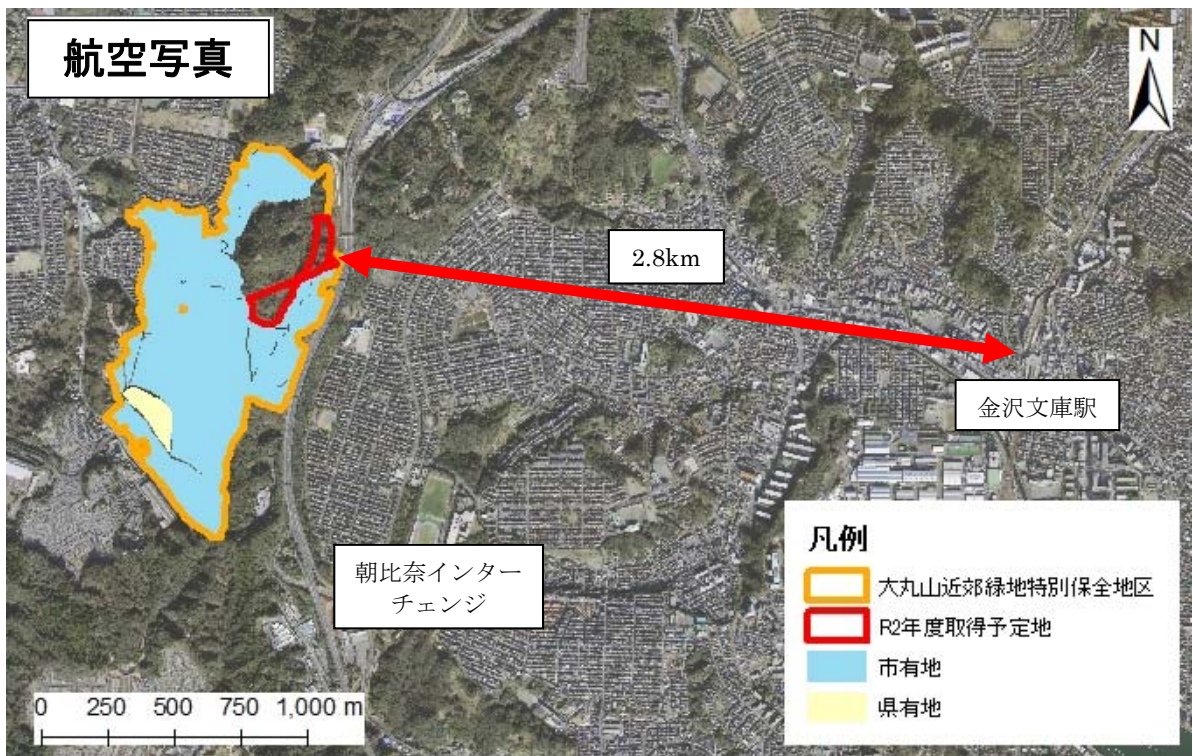 航空写真
N
2.8km
金沢文庫駅
朝比奈インター
チェンジ
凡例
大丸山近郊緑地特別保全地区
R2年度取得予定地
市有地
県有地
0 250 500 750 1,000 m